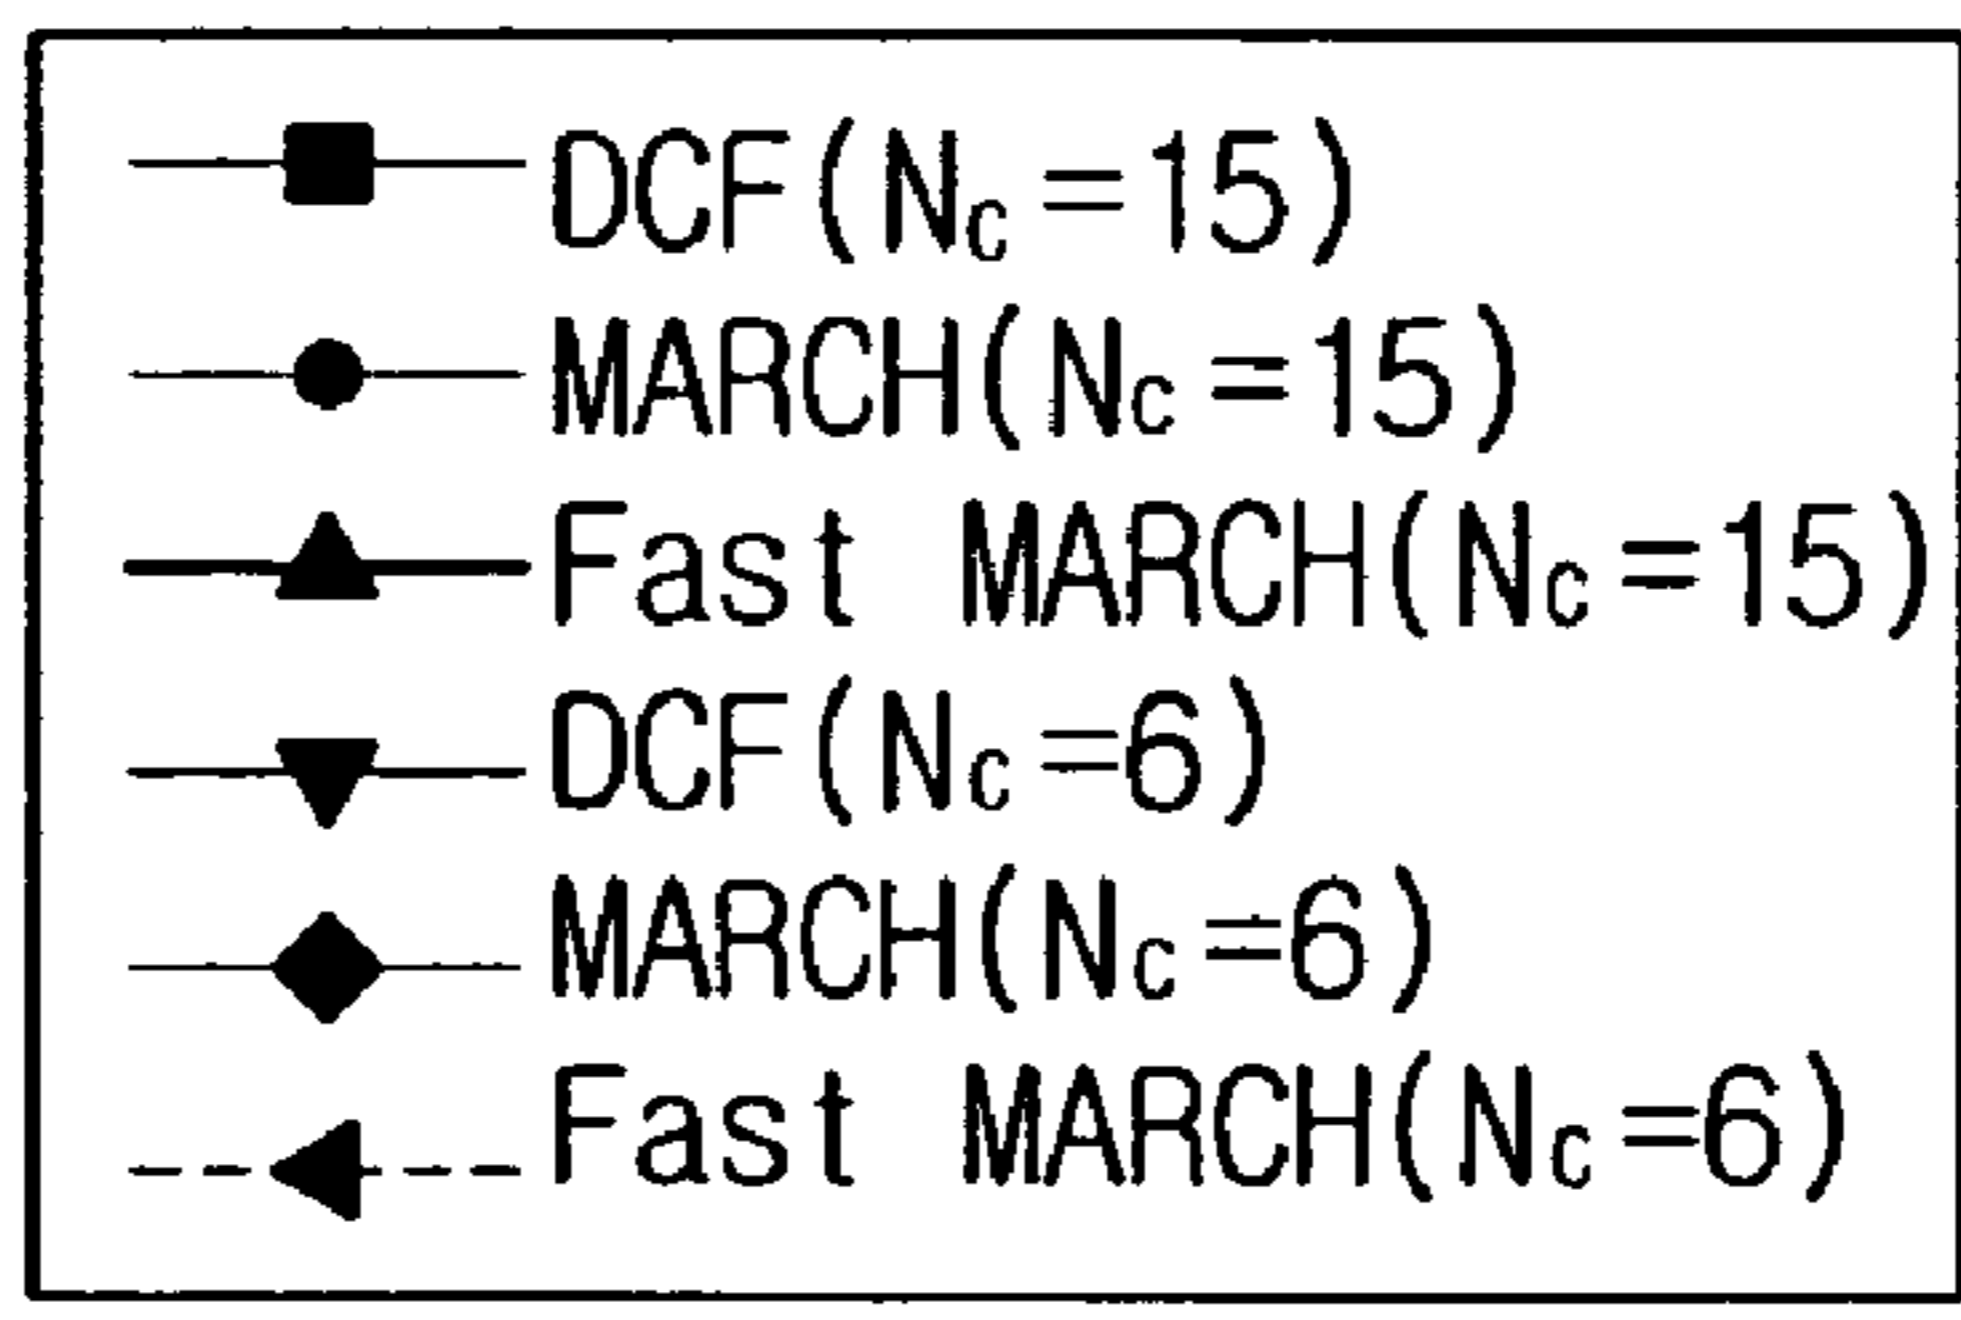 DCF(Nc=15)
MARCH(Nc=15)
Fast MARCH(Nc=15)
DCF(Nc=6)
MARCH(Nc=6)
Fast MARCH(Nc=6)